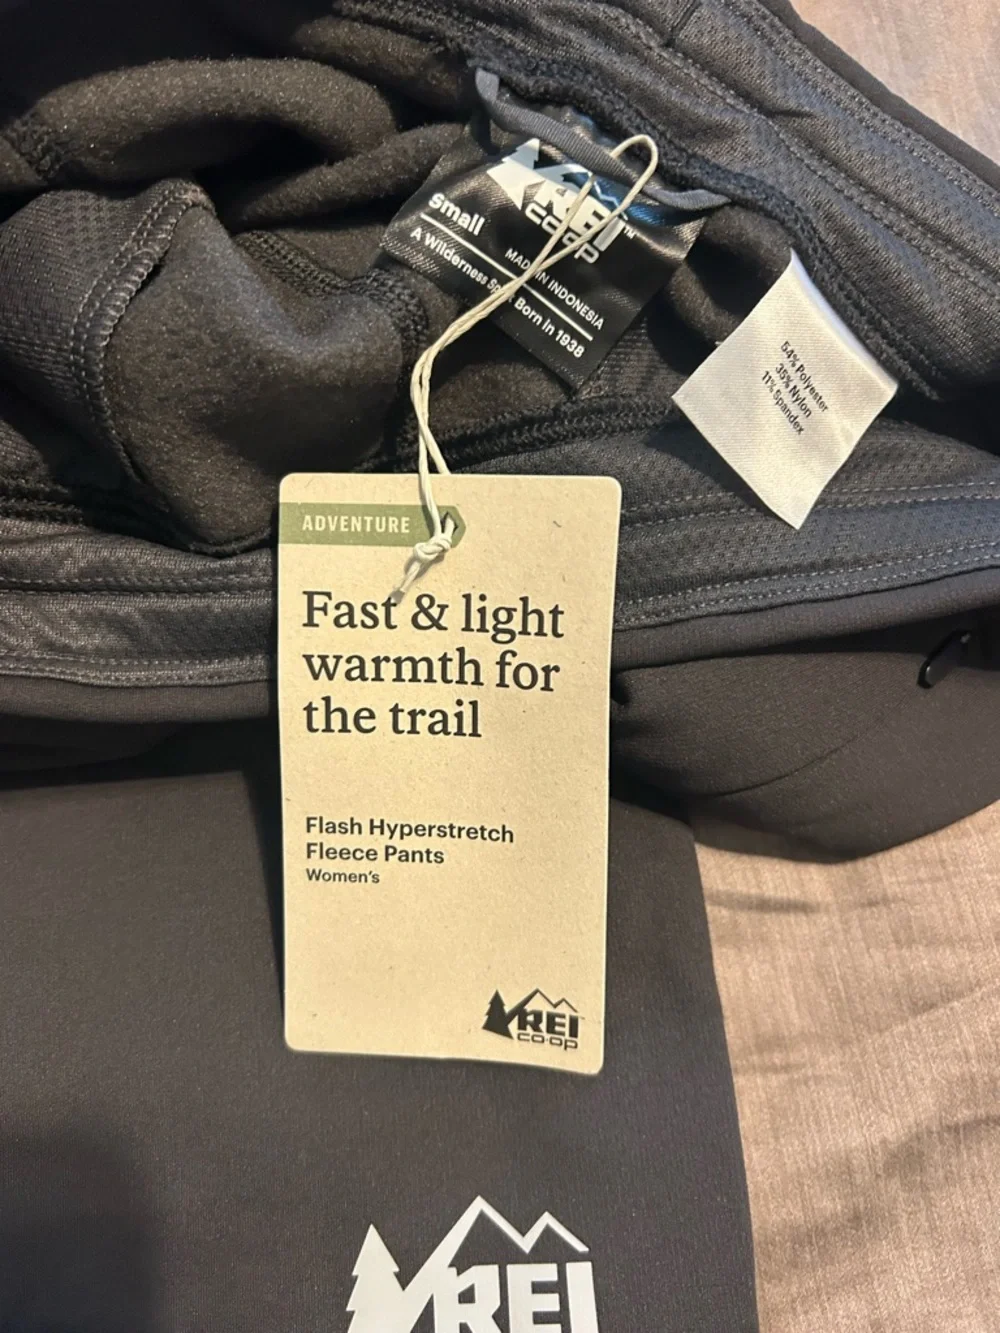 REI
co·op
small
MADE IN INDONESIA
A Wilderness Spirit Born in 1938
54% Polyester
35% Nylon
11% Spandex
ADVENTURE
Fast & light
warmth for
the trail
Flash Hyperstretch
Fleece Pants
Women's
REI
co·op
REI